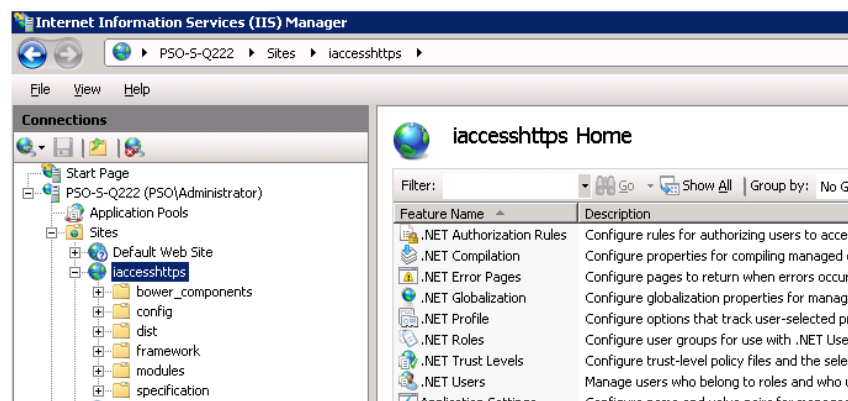 Internet Information Services (IIS) Manager
PSO-S-Q222 Sites iaccesshttps
File View Help
Connections
Start Page
PSO-S-Q222 (PSO\Administrator)
Application Pools
Sites
Default Web Site
iaccesshttps
bower_components
config
dist
framework
modules
specification
iaccesshttps Home
Filter: Go Show All Group by: No G
Feature Name Description
.NET Authorization Rules Configure rules for authorizing users to acce
.NET Compilation Configure properties for compiling managed
.NET Error Pages Configure pages to return when errors occur
.NET Globalization Configure globalization properties for manag
.NET Profile Configure options that track user-selected p
.NET Roles Configure user groups for use with .NET Use
.NET Trust Levels Configure trust-level policy files and the sele
.NET Users Manage users who belong to roles and who